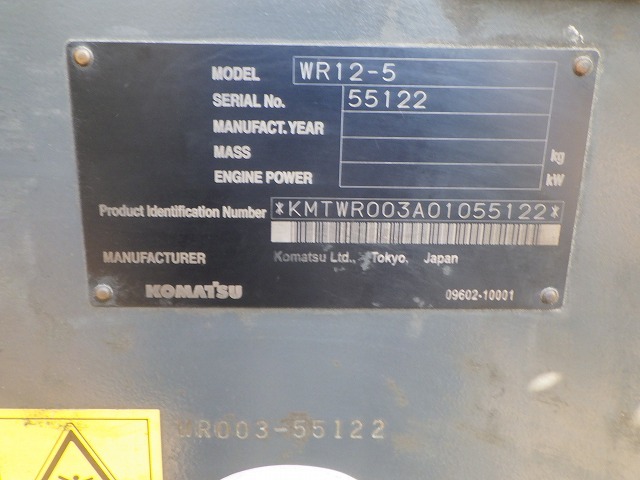 MODEL WR12-5
SERIAL No. 55122
MANUFACT.YEAR
MASS kg
ENGINE POWER kW
Product Identification Number *KMTWR003A01055122*
MANUFACTURER Komatsu Ltd., Tokyo, Japan
KOMATSU 09602-10001
WR003-55122